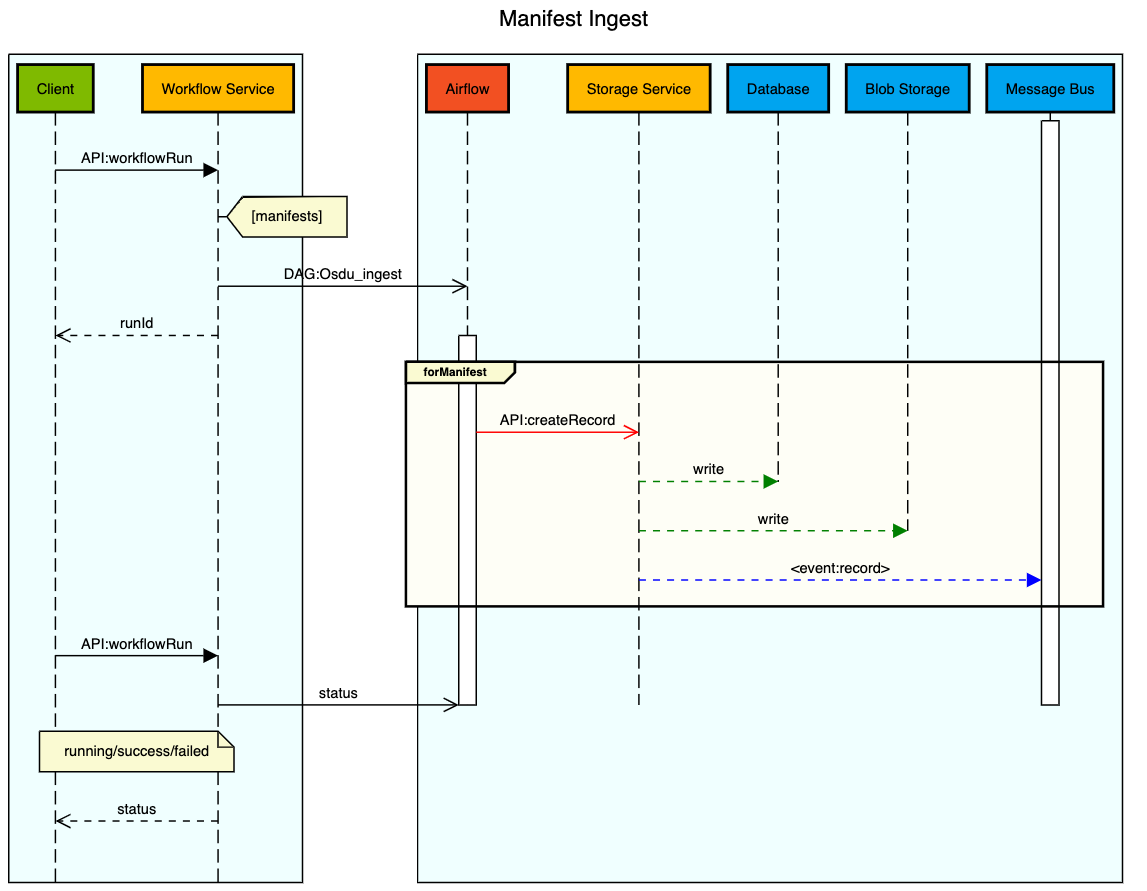 Manifest Ingest
Client
Workflow Service
Airflow
Storage Service
Database
Blob Storage
Message Bus
API:workflowRun
[manifests]
DAG:Osdu_ingest
runId
forManifest
API:createRecord
write
write
<event:record>
API:workflowRun
status
running/success/failed
status